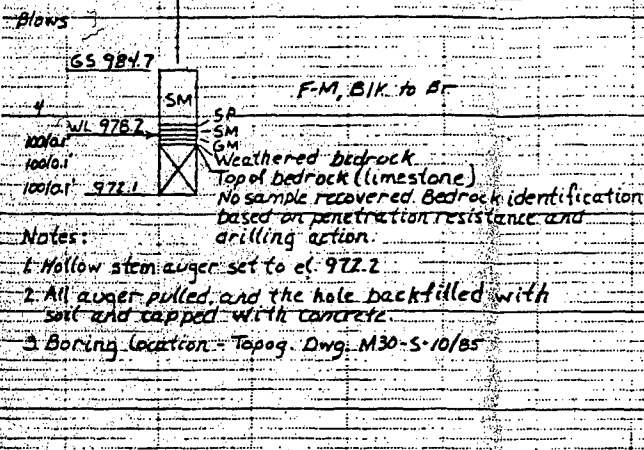 Blows
GS 984.7
SM
F-M, Blk to Br
4
SP
WL 978.2
SM
100/0.1'
GM
Weathered bedrock
100/0.1'
Top of bedrock (limestone)
100/0.1' 972.1
No sample recovered. Bedrock identification
based on penetration resistance and
drilling action.
Notes:
1. Hollow stem auger set to el. 972.2
2. All auger pulled, and the hole backfilled with
soil and capped with concrete.
3. Boring location - Topog. Dwg. M30-S-10/85